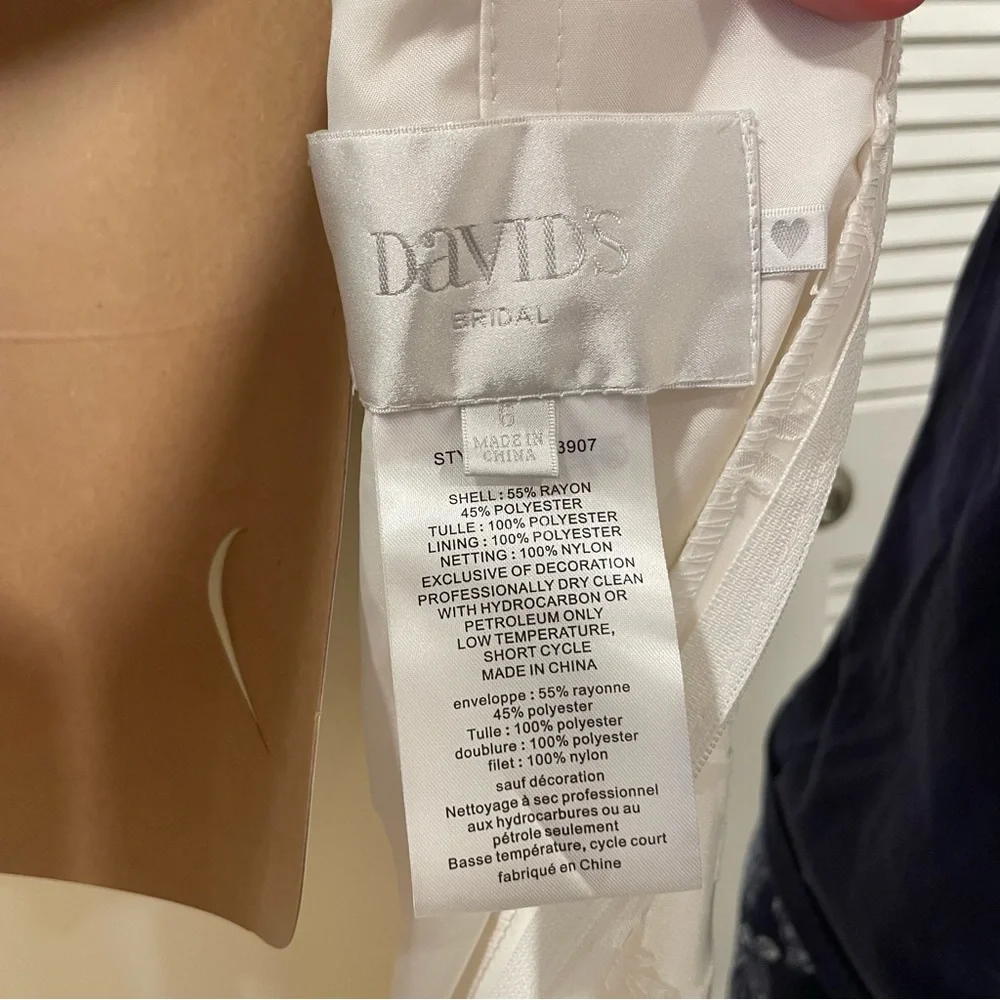 DAVID'S
BRIDAL
6
MADE IN
CHINA
3907
SHELL : 55% RAYON
45% POLYESTER
TULLE : 100% POLYESTER
LINING : 100% POLYESTER
NETTING : 100% NYLON
EXCLUSIVE OF DECORATION
PROFESSIONALLY DRY CLEAN
WITH HYDROCARBON OR
PETROLEUM ONLY
LOW TEMPERATURE,
SHORT CYCLE
MADE IN CHINA
enveloppe : 55% rayonne
45% polyester
Tulle : 100% polyester
doublure : 100% polyester
filet : 100% nylon
sauf décoration
Nettoyage à sec professionnel
aux hydrocarbures ou au
pétrole seulement
Basse température, cycle court
fabriqué en Chine